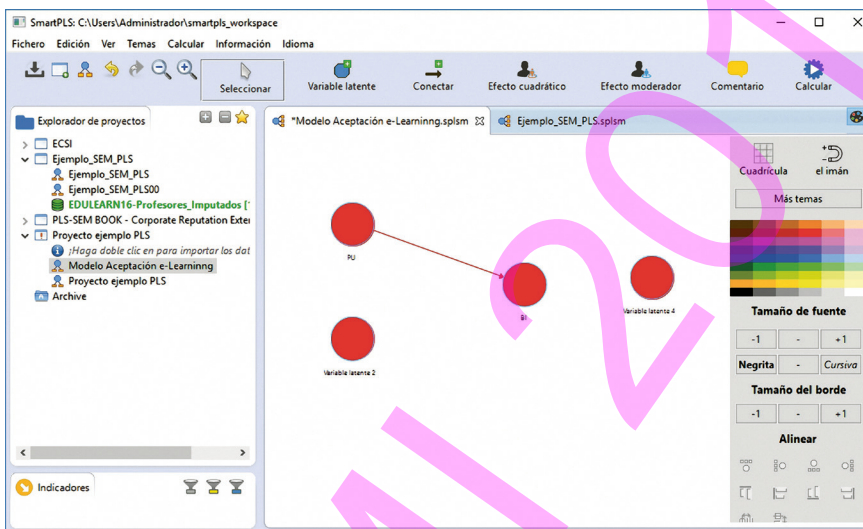 SmartPLS: C:\Users\Administrador\smartpls_workspace
Fichero Edición Ver Temas Calcular Información Idioma
Seleccionar Variable latente Conectar Efecto cuadrático Efecto moderador Comentario Calcular
Explorador de proyectos
*Modelo Aceptación e-Learninng.splsm Ejemplo_SEM_PLS.splsm
ECSI
Ejemplo_SEM_PLS
Ejemplo_SEM_PLS
Ejemplo_SEM_PLS00
EDULEARN16-Profesores_Imputados [
PLS-SEM BOOK - Corporate Reputation Exter
Proyecto ejemplo PLS
¡Haga doble clic en para importar los dat
Modelo Aceptación e-Learninng
Proyecto ejemplo PLS
Archive
Indicadores
PU
BI
Variable latente 4
Variable latente 2
Cuadrícula el imán
Más temas
Tamaño de fuente
-1 - +1
Negrita - Cursiva
Tamaño del borde
-1 - +1
Alinear